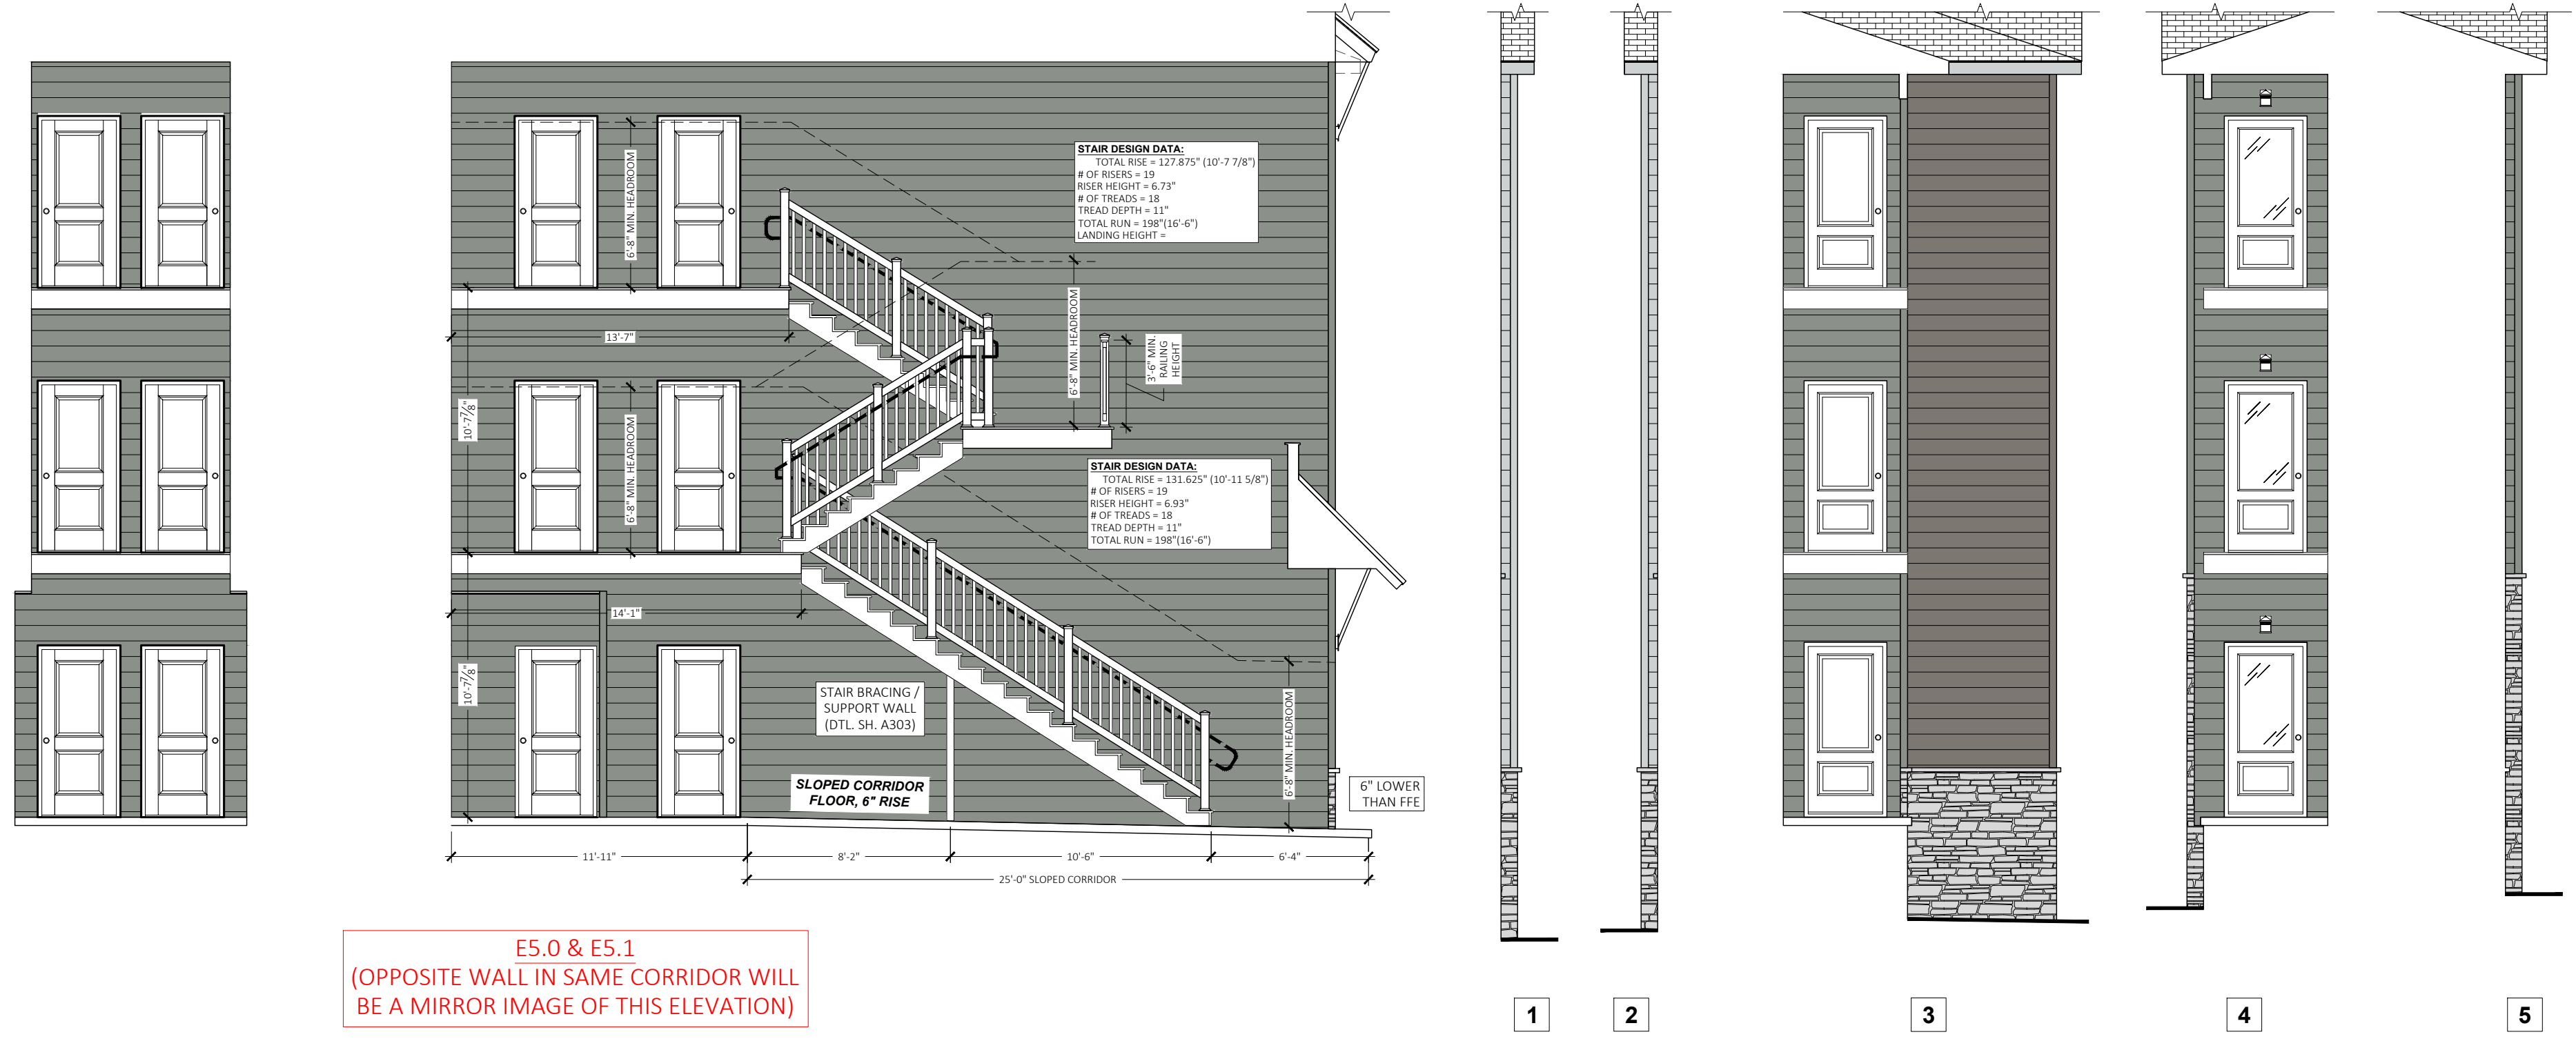 STAIR DESIGN DATA:
TOTAL RISE = 127.875" (10'-7 7/8")
# OF RISERS = 19
RISER HEIGHT = 6.73"
# OF TREADS = 18
TREAD DEPTH = 11"
TOTAL RUN = 198"(16'-6")
LANDING HEIGHT =
6'-8" MIN. HEADROOM
6'-8" MIN. HEADROOM
3'-6" MIN.
RAILING
HEIGHT
13'-7"
10'-7 7/8"
6'-8" MIN. HEADROOM
STAIR DESIGN DATA:
TOTAL RISE = 131.625" (10'-11 5/8")
# OF RISERS = 19
RISER HEIGHT = 6.93"
# OF TREADS = 18
TREAD DEPTH = 11"
TOTAL RUN = 198"(16'-6")
14'-1"
10'-7 7/8"
STAIR BRACING /
SUPPORT WALL
(DTL. SH. A303)
6'-8" MIN. HEADROOM
SLOPED CORRIDOR
FLOOR, 6" RISE
6" LOWER
THAN FFE
11'-11"
8'-2"
10'-6"
6'-4"
25'-0" SLOPED CORRIDOR
E5.0 & E5.1
(OPPOSITE WALL IN SAME CORRIDOR WILL
BE A MIRROR IMAGE OF THIS ELEVATION)
1
2
3
4
5